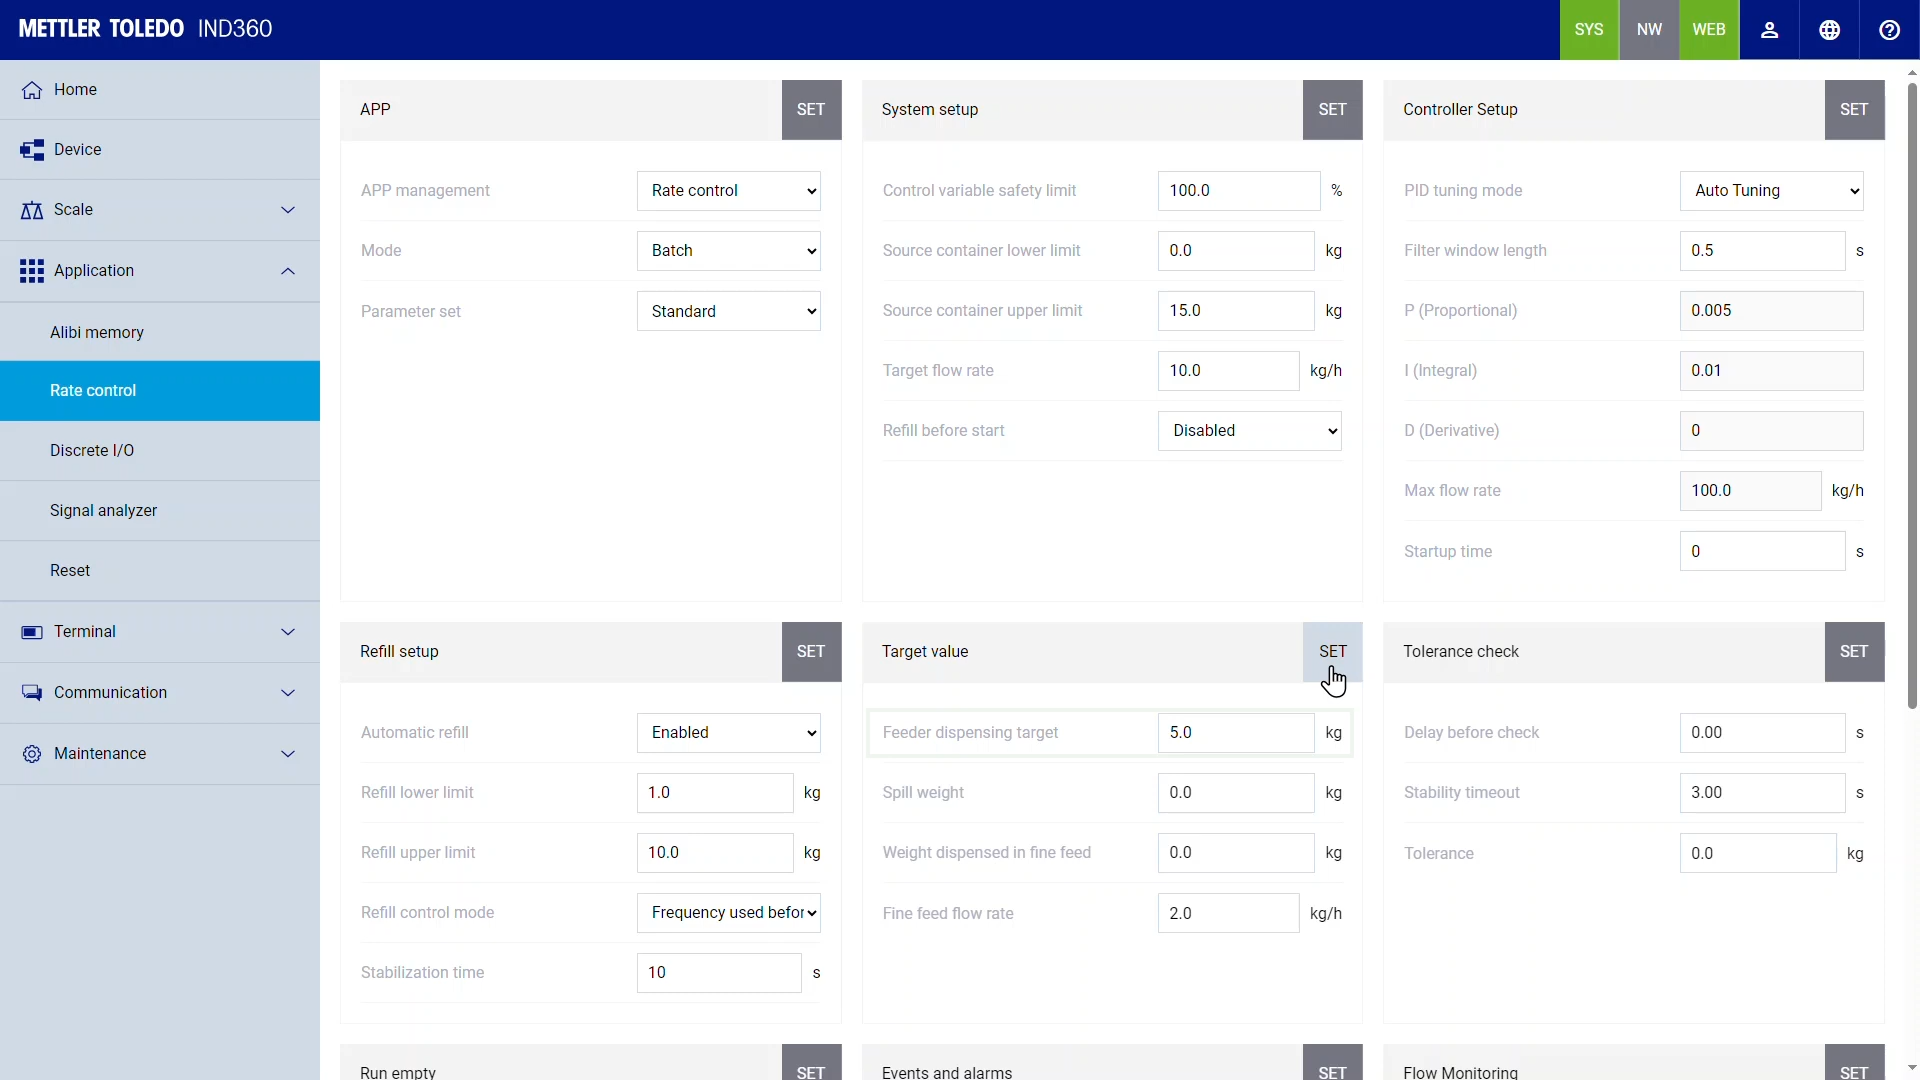 METTLER TOLEDO IND360
SYS
NW
WEB
Home
Device
Scale
Application
Alibi memory
Rate control
Discrete I/O
Signal analyzer
Reset
Terminal
Communication
Maintenance
APP
SET
APP management
Rate control
Mode
Batch
Parameter set
Standard
System setup
SET
Control variable safety limit
100.0 %
Source container lower limit
0.0 kg
Source container upper limit
15.0 kg
Target flow rate
10.0 kg/h
Refill before start
Disabled
Controller Setup
SET
PID tuning mode
Auto Tuning
Filter window length
0.5 s
P (Proportional)
0.005
I (Integral)
0.01
D (Derivative)
0
Max flow rate
100.0 kg/h
Startup time
0 s
Refill setup
SET
Automatic refill
Enabled
Refill lower limit
1.0 kg
Refill upper limit
10.0 kg
Refill control mode
Frequency used befor
Stabilization time
10 s
Target value
SET
Feeder dispensing target
5.0 kg
Spill weight
0.0 kg
Weight dispensed in fine feed
0.0 kg
Fine feed flow rate
2.0 kg/h
Tolerance check
SET
Delay before check
0.00 s
Stability timeout
3.00 s
Tolerance
0.0 kg
Run empty
SET
Events and alarms
SET
Flow Monitoring
SET